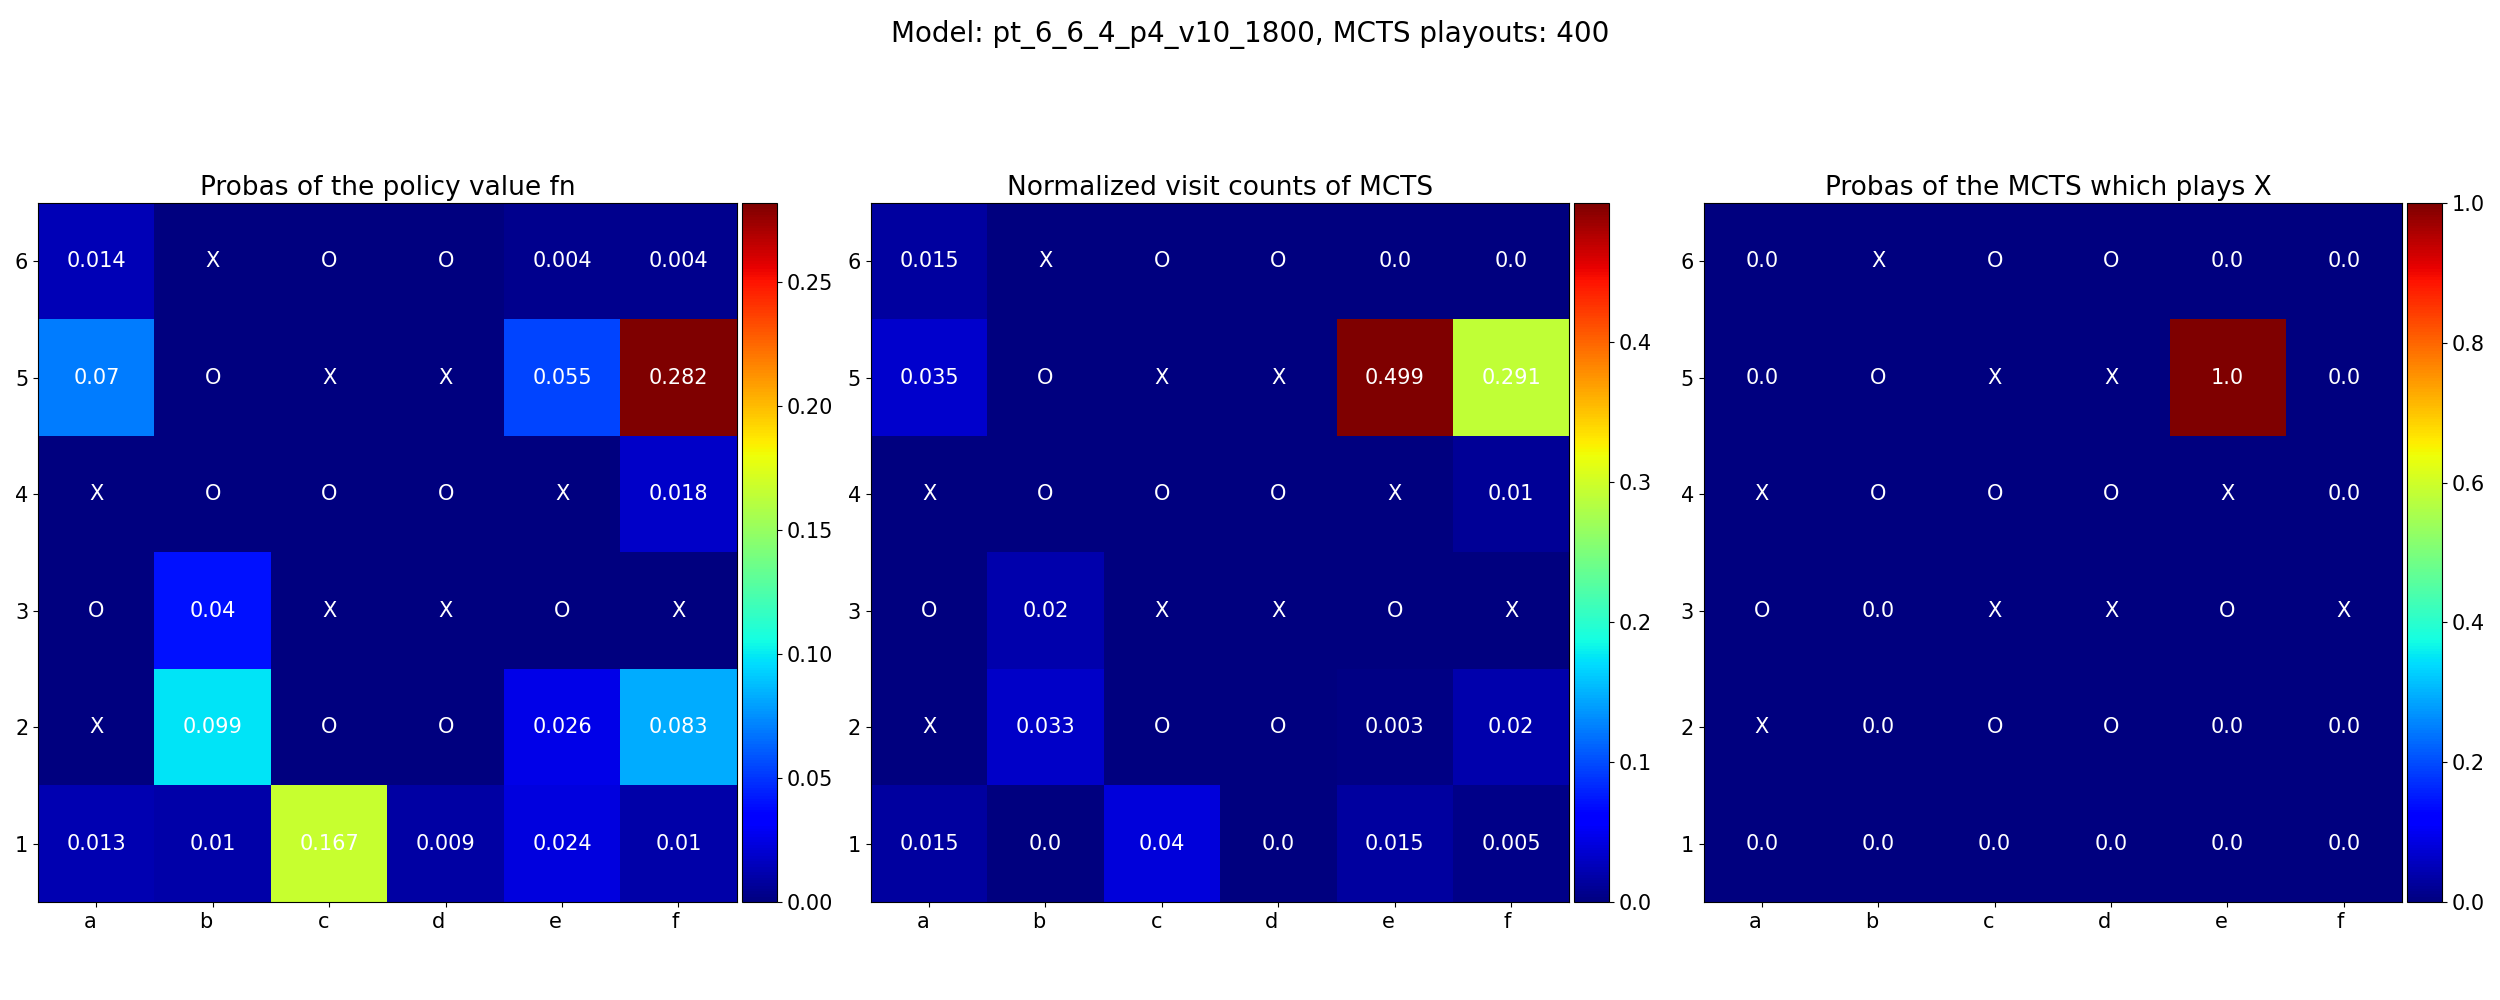 Model: pt_6_6_4_p4_v10_1800, MCTS playouts: 400
Probas of the policy value fn
6 0.014 X O O 0.004 0.004
5 0.07 O X X 0.055 0.282
4 X O O O X 0.018
3 O 0.04 X X O X
2 X 0.099 O O 0.026 0.083
1 0.013 0.01 0.167 0.009 0.024 0.01
a b c d e f
0.25
0.20
0.15
0.10
0.05
0.00
Normalized visit counts of MCTS
6 0.015 X O O 0.0 0.0
5 0.035 O X X 0.499 0.291
4 X O O O X 0.01
3 O 0.02 X X O X
2 X 0.033 O O 0.003 0.02
1 0.015 0.0 0.04 0.0 0.015 0.005
a b c d e f
0.4
0.3
0.2
0.1
0.0
Probas of the MCTS which plays X
6 0.0 X O O 0.0 0.0
5 0.0 O X X 1.0 0.0
4 X O O O X 0.0
3 O 0.0 X X O X
2 X 0.0 O O 0.0 0.0
1 0.0 0.0 0.0 0.0 0.0 0.0
a b c d e f
1.0
0.8
0.6
0.4
0.2
0.0